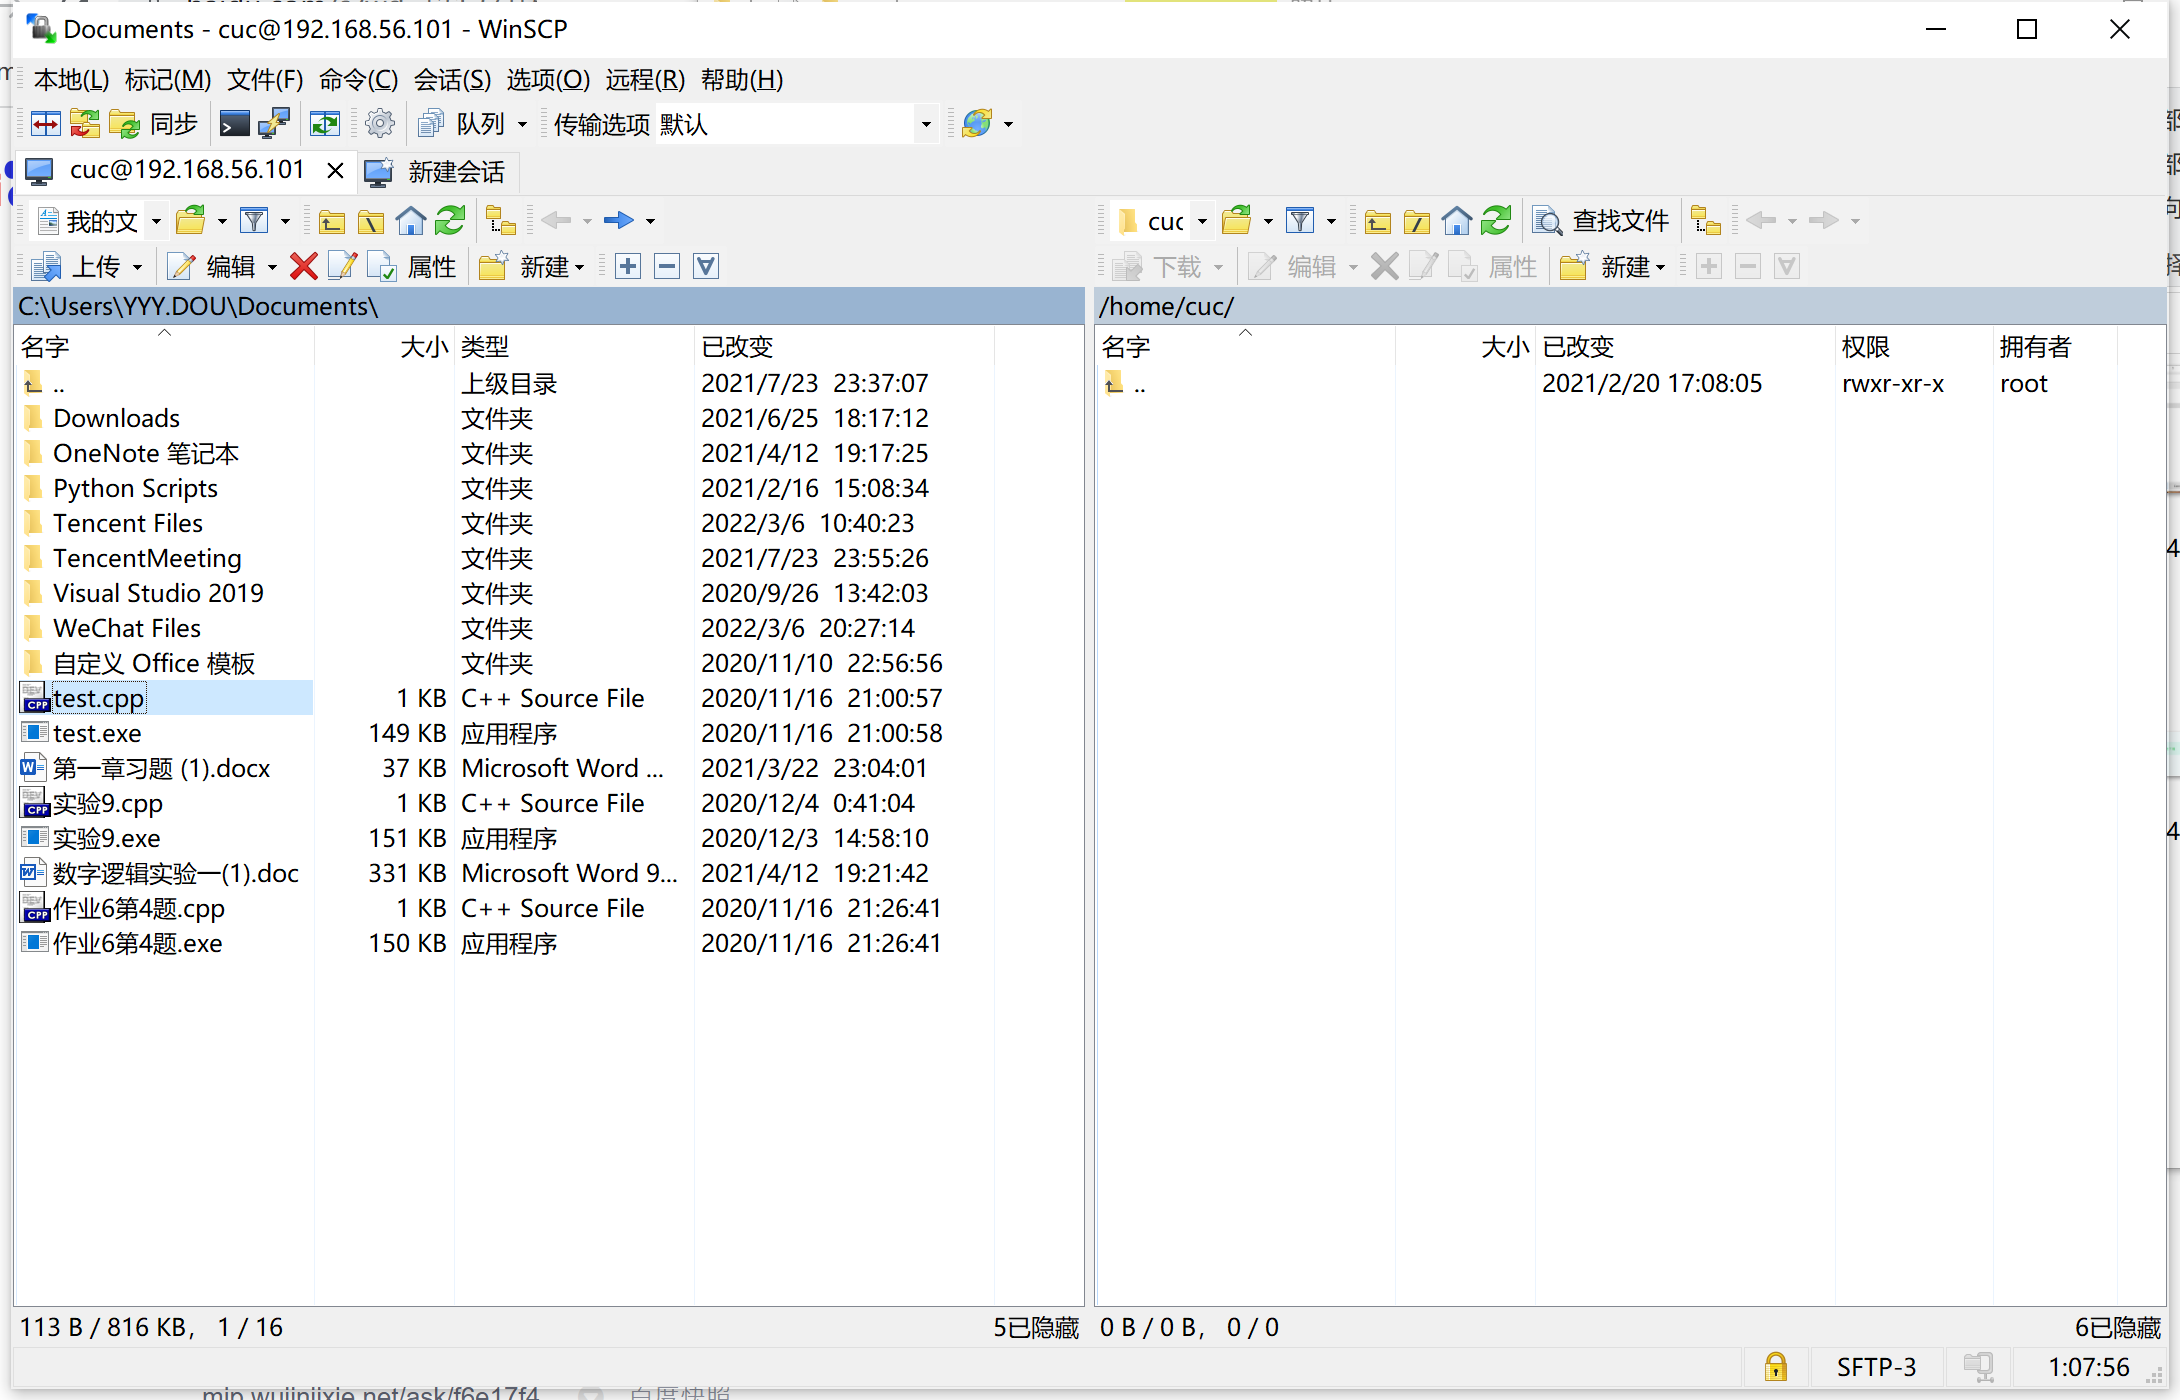 Documents - cuc@192.168.56.101 - WinSCP
本地(L) 标记(M) 文件(F) 命令(C) 会话(S) 选项(O) 远程(R) 帮助(H)
同步 队列 传输选项 默认
cuc@192.168.56.101 新建会话
我的文 cuc 查找文件
上传 编辑 属性 新建 下载 编辑 属性 新建
C:\Users\YYY.DOU\Documents\ /home/cuc/
名字 大小 类型 已改变 名字 大小 已改变 权限 拥有者
.. 上级目录 2021/7/23 23:37:07 .. 2021/2/20 17:08:05 rwxr-xr-x root
Downloads 文件夹 2021/6/25 18:17:12
OneNote 笔记本 文件夹 2021/4/12 19:17:25
Python Scripts 文件夹 2021/2/16 15:08:34
Tencent Files 文件夹 2022/3/6 10:40:23
TencentMeeting 文件夹 2021/7/23 23:55:26
Visual Studio 2019 文件夹 2020/9/26 13:42:03
WeChat Files 文件夹 2022/3/6 20:27:14
自定义 Office 模板 文件夹 2020/11/10 22:56:56
test.cpp 1 KB C++ Source File 2020/11/16 21:00:57
test.exe 149 KB 应用程序 2020/11/16 21:00:58
第一章习题 (1).docx 37 KB Microsoft Word ... 2021/3/22 23:04:01
实验9.cpp 1 KB C++ Source File 2020/12/4 0:41:04
实验9.exe 151 KB 应用程序 2020/12/3 14:58:10
数字逻辑实验一(1).doc 331 KB Microsoft Word 9... 2021/4/12 19:21:42
作业6第4题.cpp 1 KB C++ Source File 2020/11/16 21:26:41
作业6第4题.exe 150 KB 应用程序 2020/11/16 21:26:41
113 B / 816 KB， 1 / 16 5已隐藏 0 B / 0 B， 0 / 0 6已隐藏
SFTP-3 1:07:56